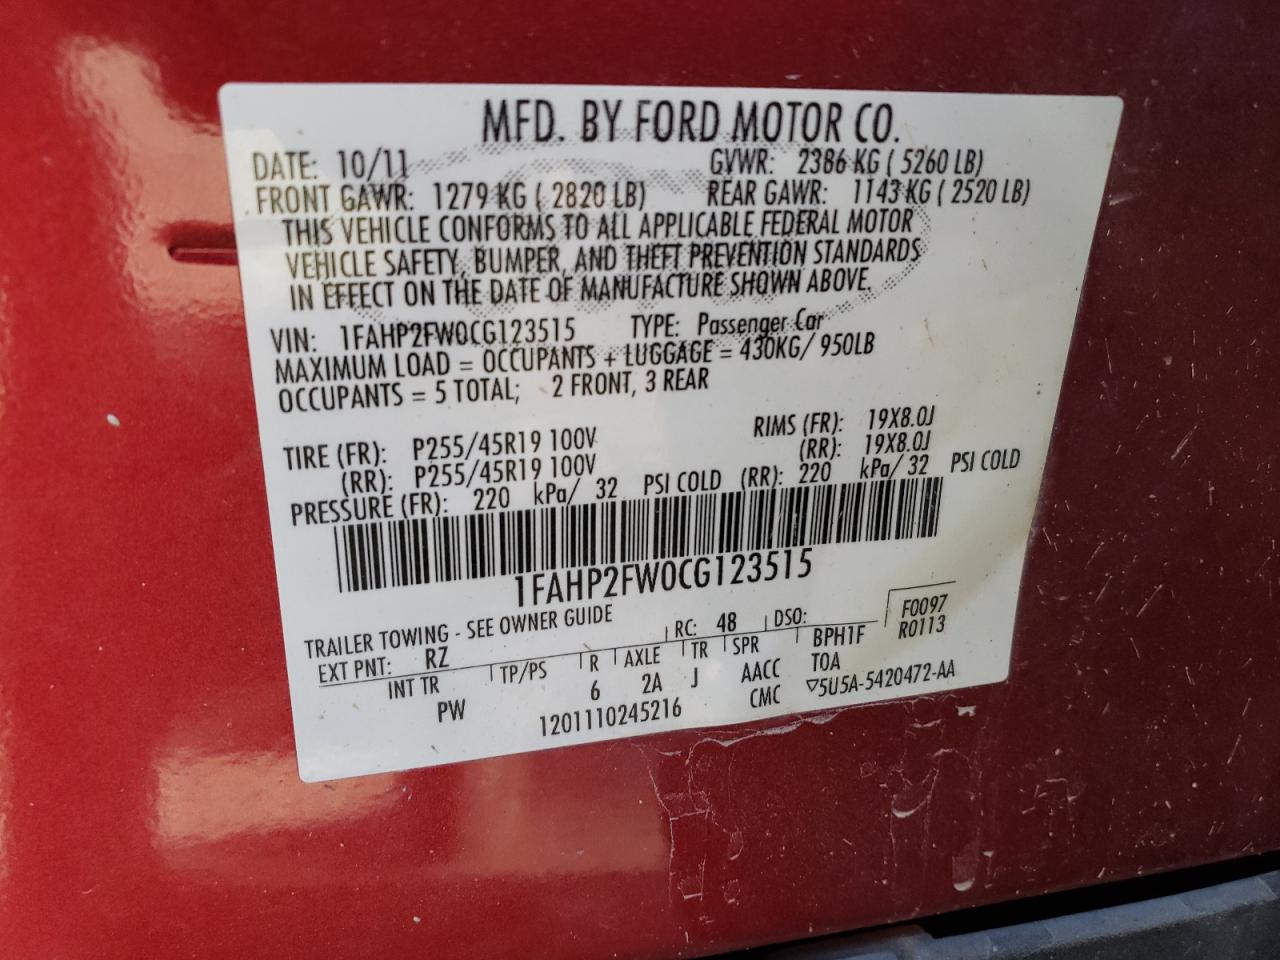 MFD. BY FORD MOTOR CO.
DATE: 10/11 GVWR: 2386 KG ( 5260 LB)
FRONT GAWR: 1279 KG ( 2820 LB) REAR GAWR: 1143 KG ( 2520 LB)
THIS VEHICLE CONFORMS TO ALL APPLICABLE FEDERAL MOTOR
VEHICLE SAFETY, BUMPER, AND THEFT PREVENTION STANDARDS
IN EFFECT ON THE DATE OF MANUFACTURE SHOWN ABOVE.
VIN: 1FAHP2FW0CG123515 TYPE: Passenger Car
MAXIMUM LOAD = OCCUPANTS + LUGGAGE = 430KG/ 950LB
OCCUPANTS = 5 TOTAL; 2 FRONT, 3 REAR
TIRE (FR): P255/45R19 100V RIMS (FR): 19X8.0J
(RR): P255/45R19 100V (RR): 19X8.0J
PRESSURE (FR): 220 kPa/ 32 PSI COLD (RR): 220 kPa/ 32 PSI COLD
1FAHP2FW0CG123515
TRAILER TOWING - SEE OWNER GUIDE
F0097
EXT PNT: RZ RC: 48 DSO: R0113
INT TR TP/PS R AXLE TR SPR BPH1F
PW 6 2A J AACC TOA
1201110245216 CMC ▽5U5A-5420472-AA